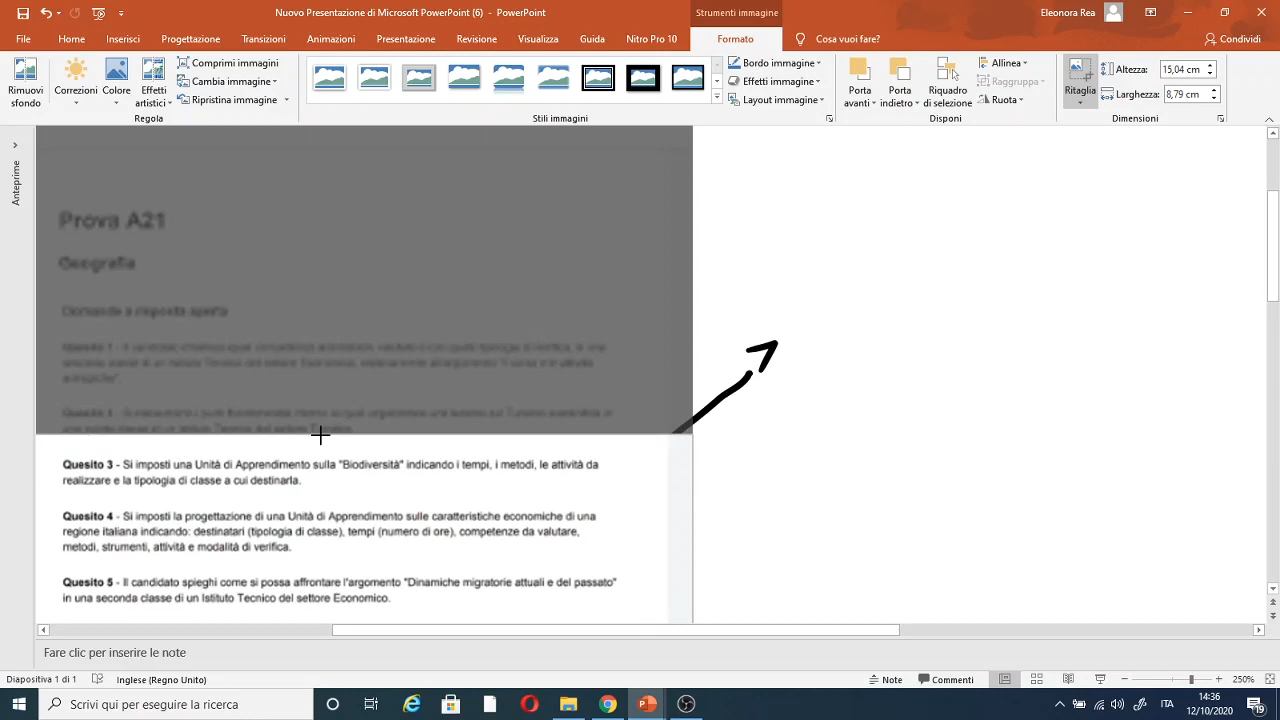 Nuovo Presentazione di Microsoft PowerPoint (6) - PowerPoint
Strumenti immagine
Eleonora Rea
File Home Inserisci Progettazione Transizioni Animazioni Presentazione Revisione Visualizza Guida Nitro Pro 10 Formato Cosa vuoi fare? Condividi
Rimuovi sfondo
Correzioni
Colore
Effetti artistici
Comprimi immagini
Cambia immagine
Ripristina immagine
Regola
Stili immagini
Bordo immagine
Effetti immagine
Layout immagine
Porta avanti
Porta indietro
Riquadro di selezione
Allinea
Raggruppa
Ruota
Disponi
Ritaglia
Altezza: 15,04 cm
Larghezza: 8,79 cm
Dimensioni
Anteprime
Prova A21
Geografia
Domande a risposta aperta
Quesito 3 - Si imposti una Unità di Apprendimento sulla "Biodiversità" indicando i tempi, i metodi, le attività da
realizzare e la tipologia di classe a cui destinarla.
Quesito 4 - Si imposti la progettazione di una Unità di Apprendimento sulle caratteristiche economiche di una
regione italiana indicando: destinatari (tipologia di classe), tempi (numero di ore), competenze da valutare,
metodi, strumenti, attività e modalità di verifica.
Quesito 5 - Il candidato spieghi come si possa affrontare l'argomento "Dinamiche migratorie attuali e del passato"
in una seconda classe di un Istituto Tecnico del settore Economico.
Fare clic per inserire le note
Diapositiva 1 di 1 Inglese (Regno Unito) Note Commenti 250%
Scrivi qui per eseguire la ricerca
ITA
14:36
12/10/2020
19